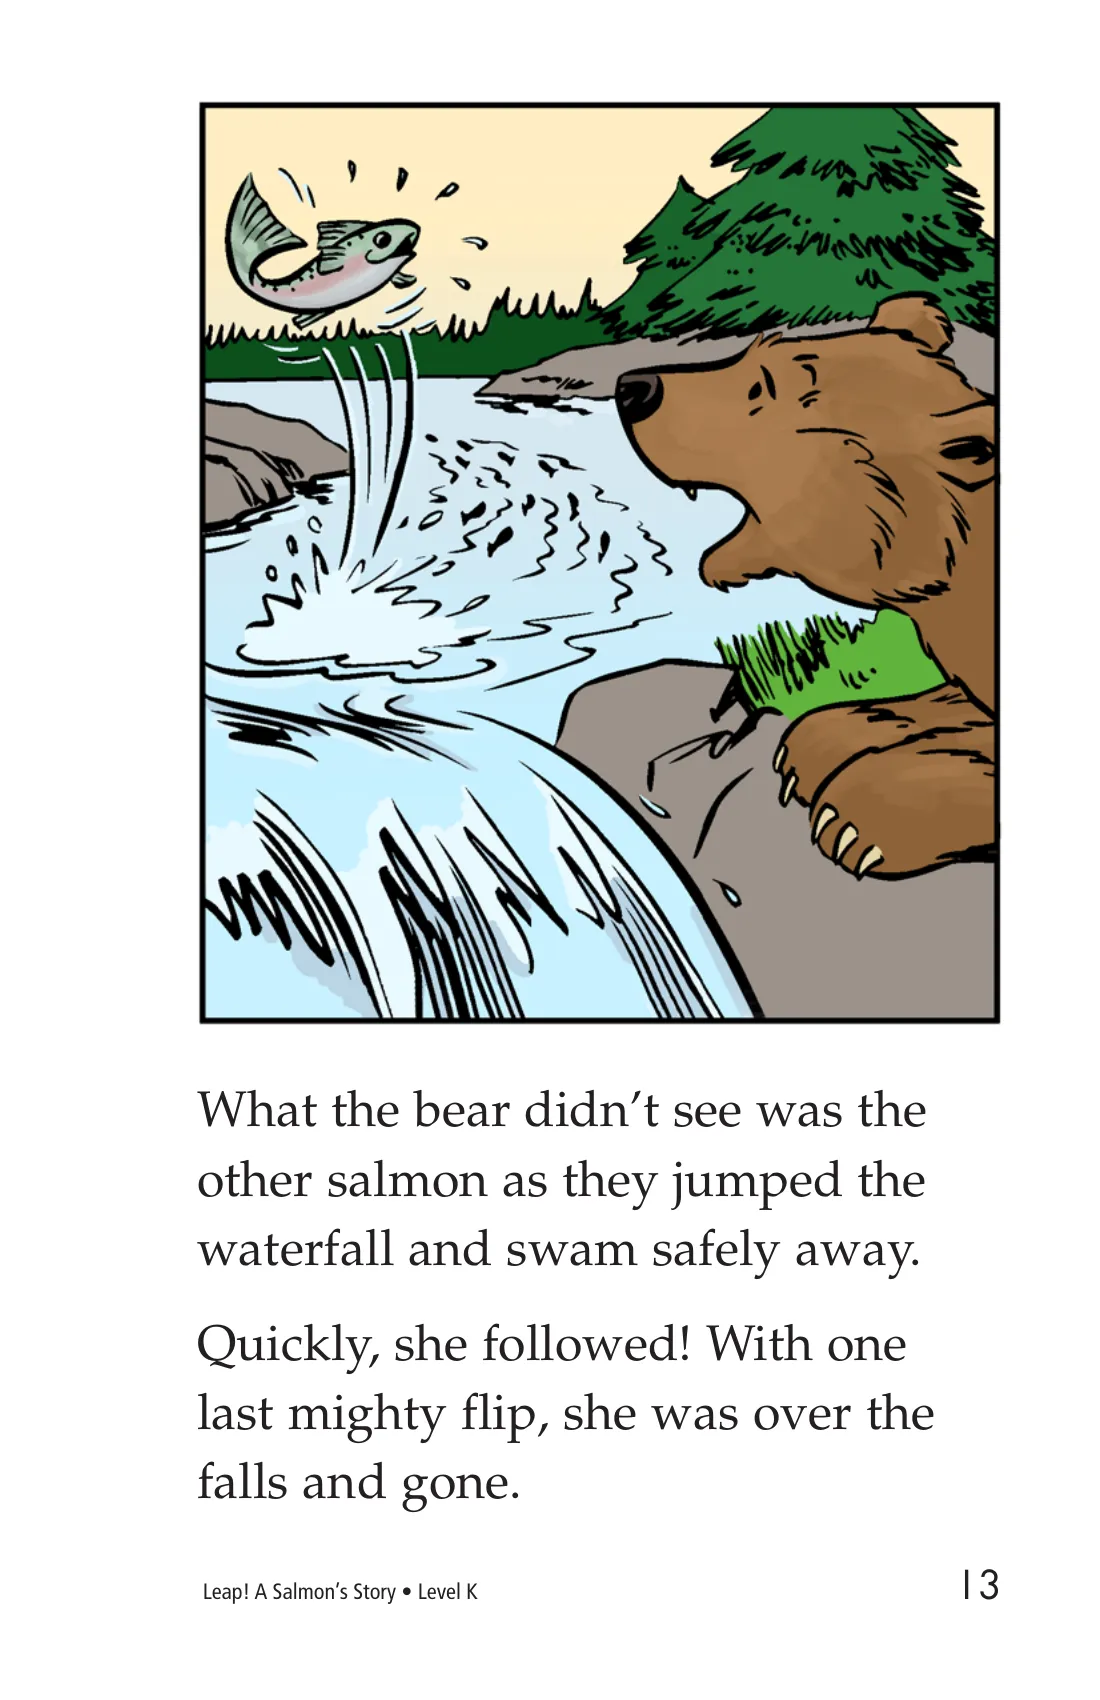 What the bear didn’t see was the
other salmon as they jumped the
waterfall and swam safely away.
Quickly, she followed! With one
last mighty flip, she was over the
falls and gone.
Leap! A Salmon’s Story • Level K
13